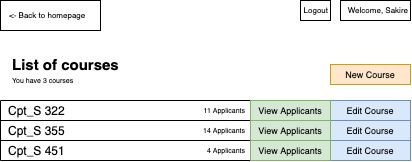 <- Back to homepage
Logout
Welcome, Sakire
List of courses
You have 3 courses
New Course
Cpt_S 322 11 Applicants View Applicants Edit Course
Cpt_S 355 14 Applicants View Applicants Edit Course
Cpt_S 451 4 Applicants View Applicants Edit Course